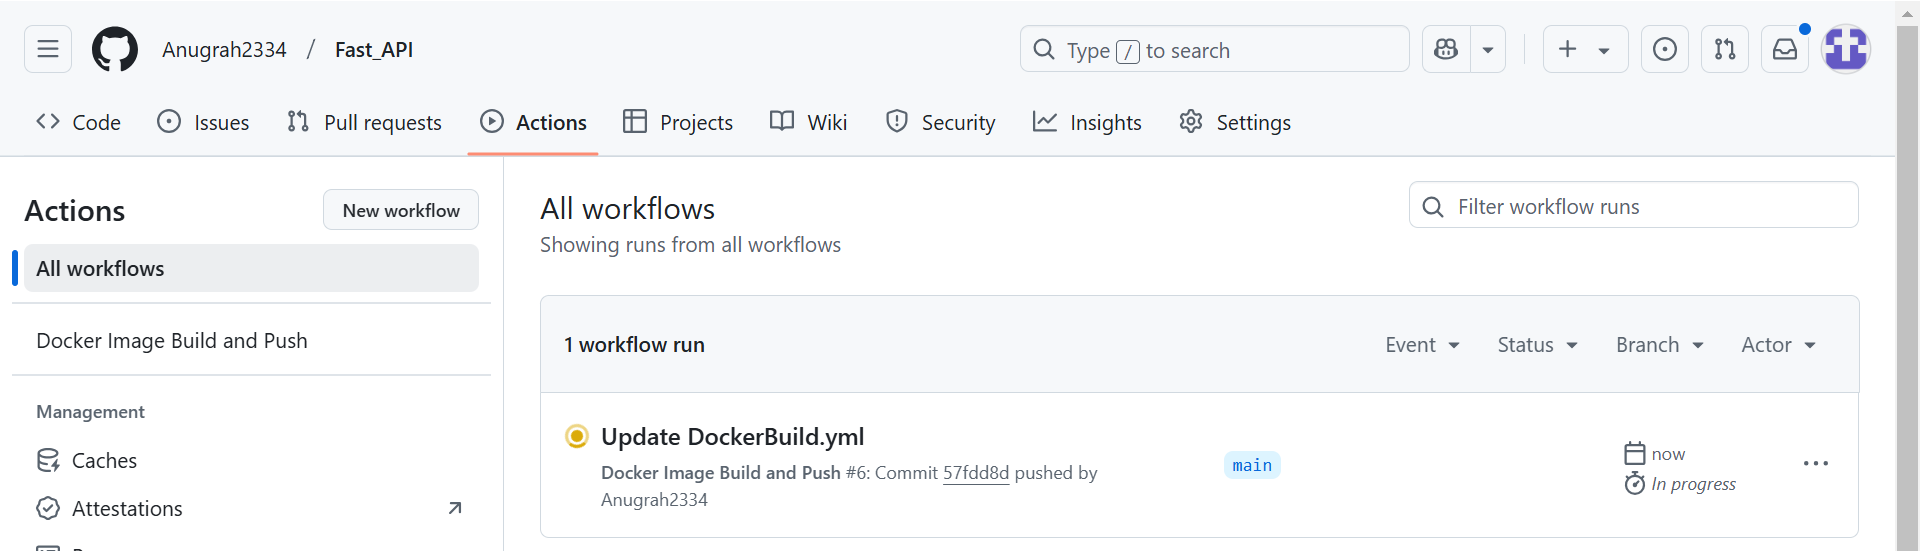 Anugrah2334 / Fast_API
Type / to search
Code Issues Pull requests Actions Projects Wiki Security Insights Settings
Actions
New workflow
All workflows
Docker Image Build and Push
Management
Caches
Attestations
All workflows
Showing runs from all workflows
Filter workflow runs
1 workflow run
Event Status Branch Actor
Update DockerBuild.yml
Docker Image Build and Push #6: Commit 57fdd8d pushed by
Anugrah2334
main
now
In progress